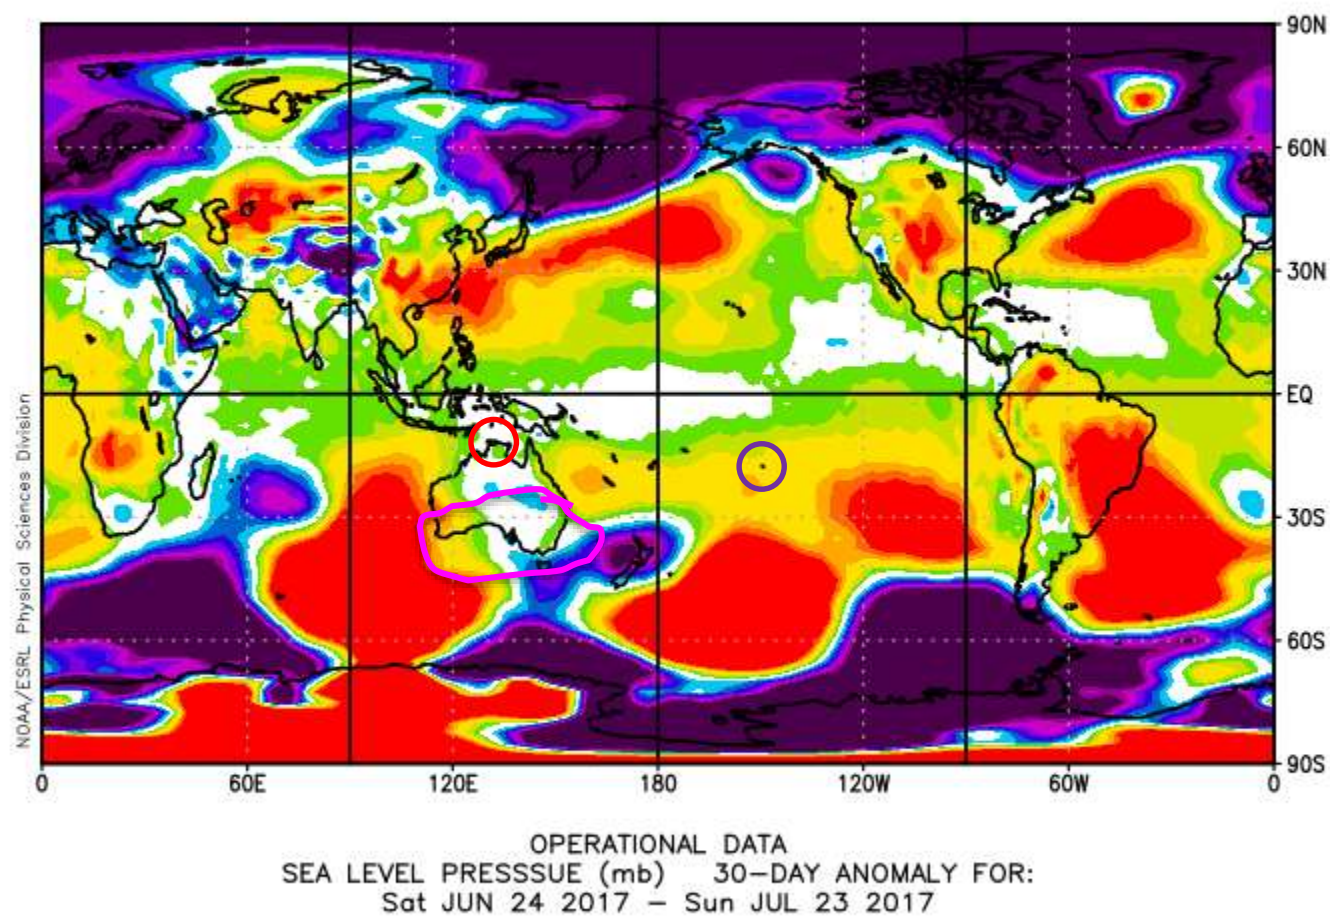 90N
60N
30N
EQ
30S
60S
90S
0 60E 120E 180 120W 60W 0
NOAA/ESRL Physical Sciences Division
OPERATIONAL DATA
SEA LEVEL PRESSSUE (mb) 30-DAY ANOMALY FOR:
Sat JUN 24 2017 - Sun JUL 23 2017